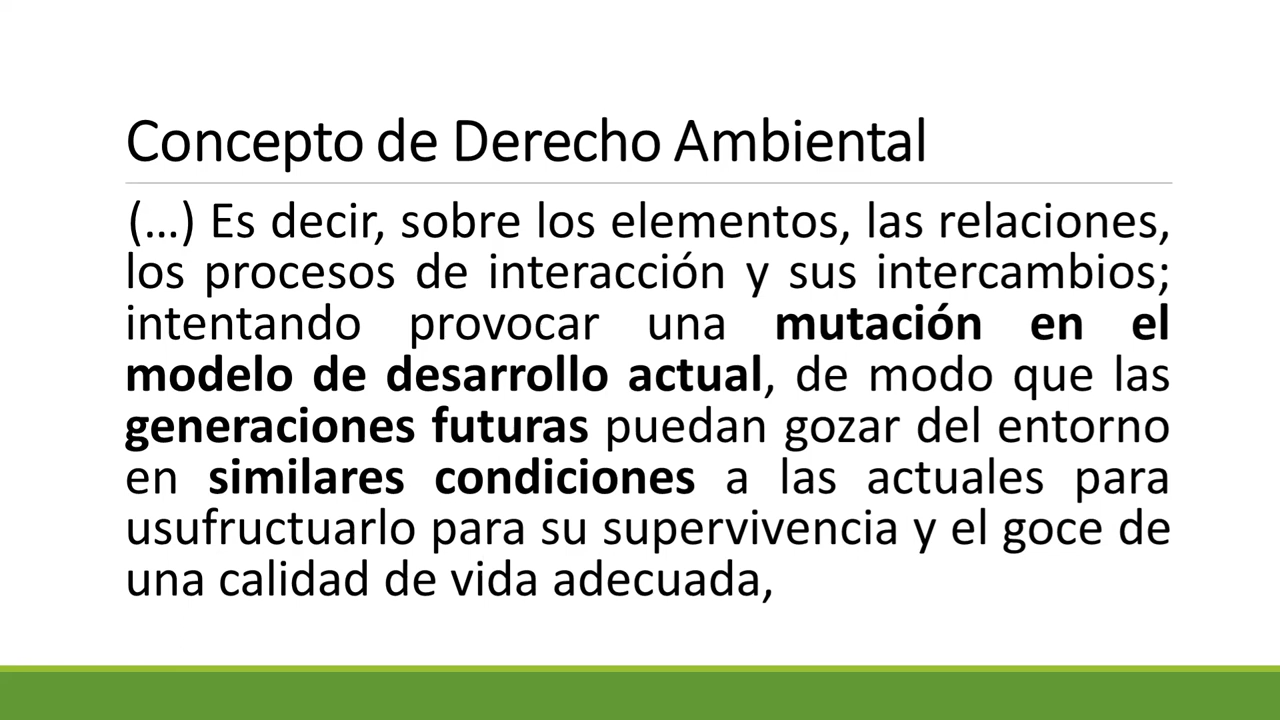 Concepto de Derecho Ambiental
(…) Es decir, sobre los elementos, las relaciones,
los procesos de interacción y sus intercambios;
intentando provocar una mutación en el
modelo de desarrollo actual, de modo que las
generaciones futuras puedan gozar del entorno
en similares condiciones a las actuales para
usufructuarlo para su supervivencia y el goce de
una calidad de vida adecuada,